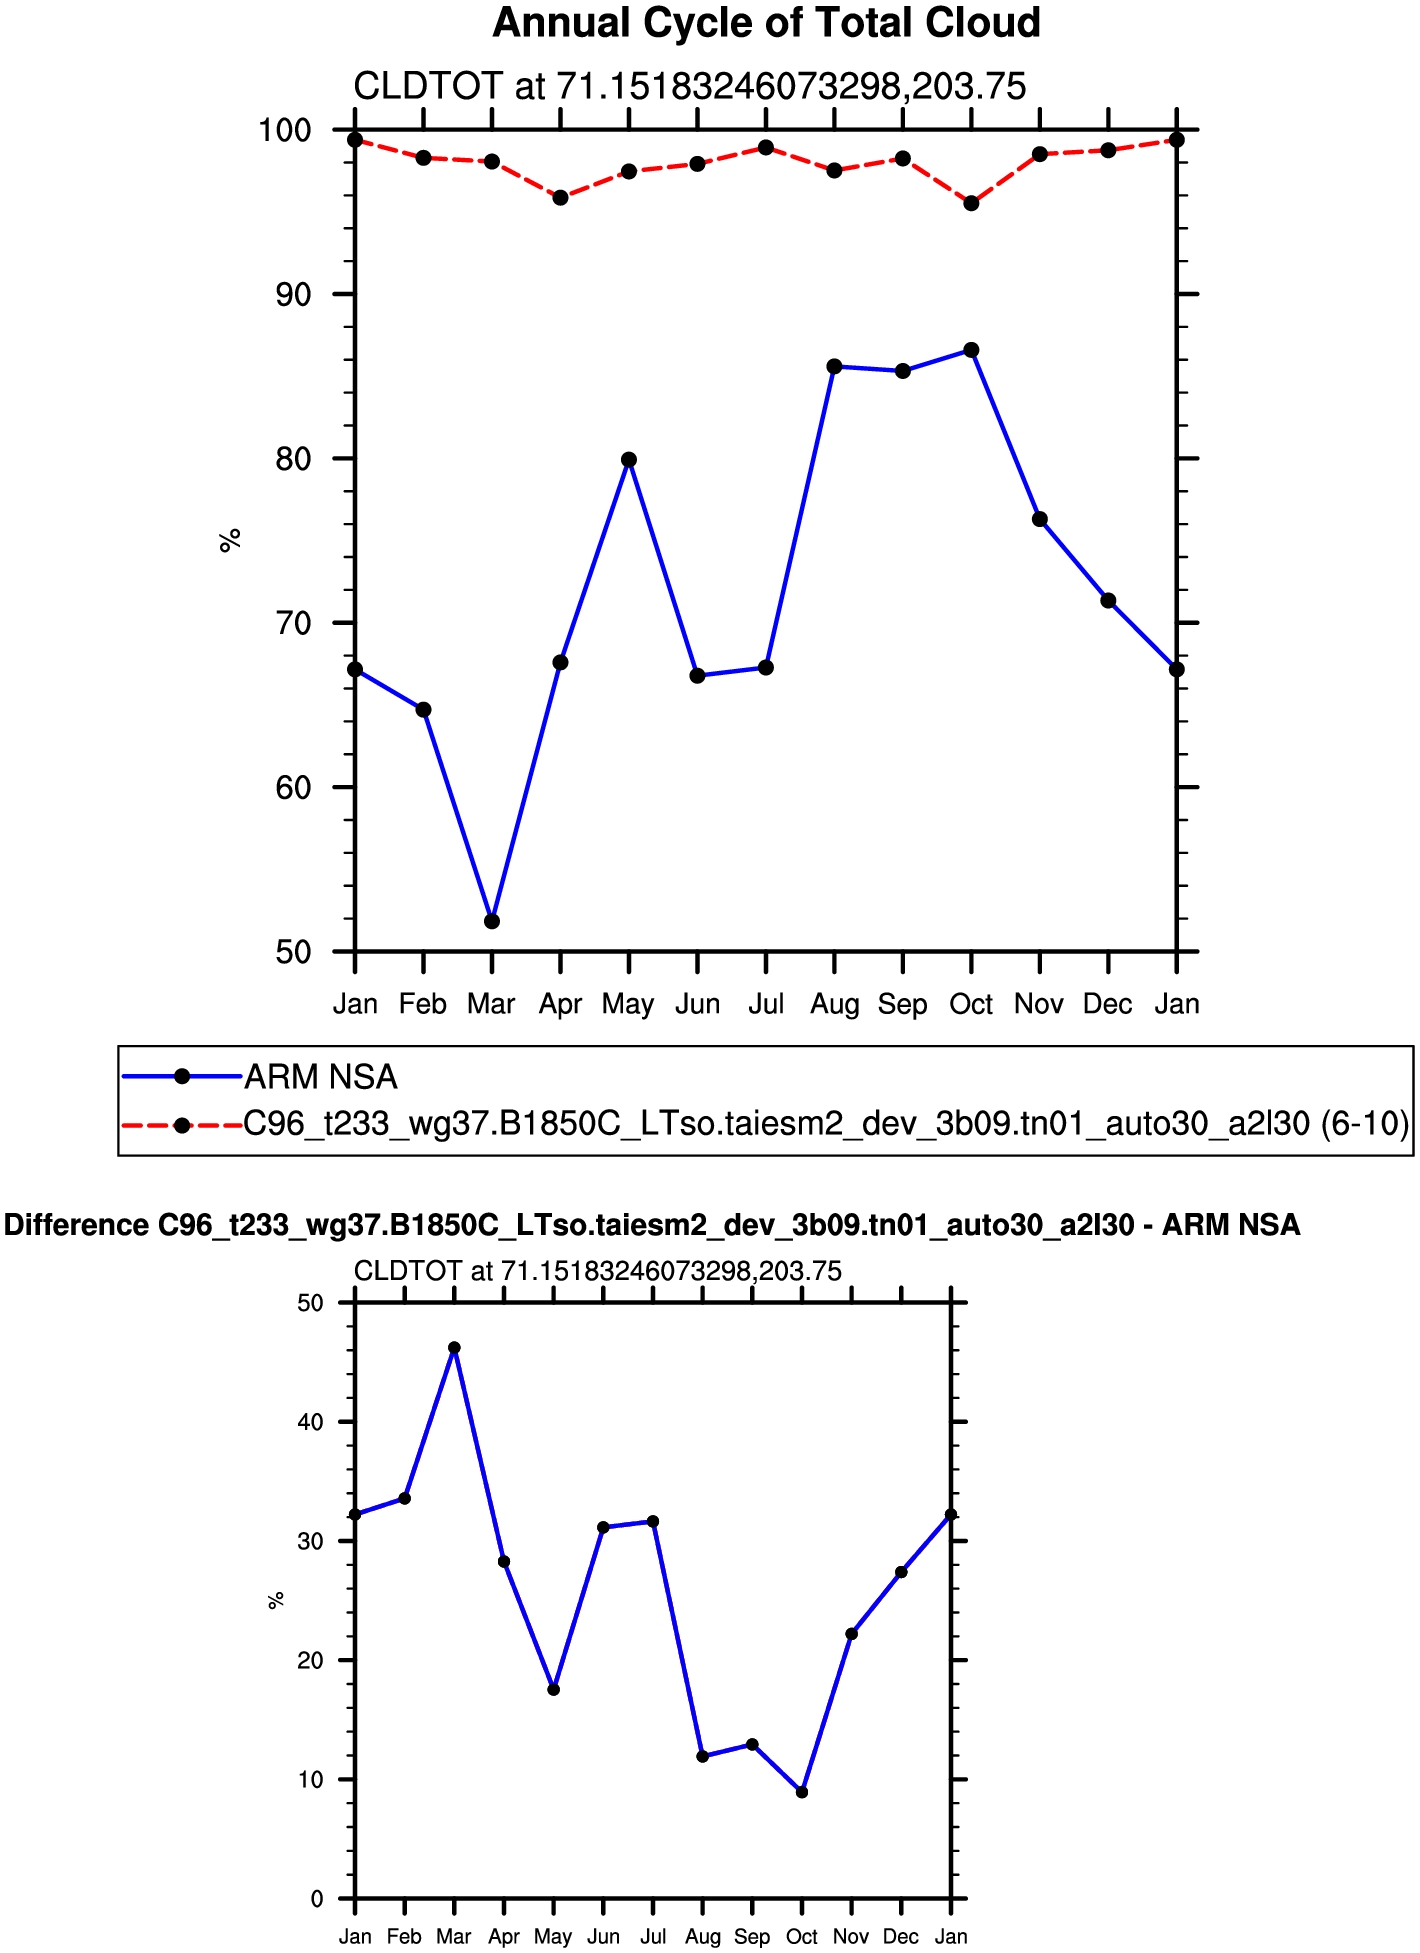 Annual Cycle of Total Cloud
CLDTOT at 71.15183246073298,203.75
100
90
80
70
60
50
%
Jan Feb Mar Apr May Jun Jul Aug Sep Oct Nov Dec Jan
ARM NSA
C96_t233_wg37.B1850C_LTso.taiesm2_dev_3b09.tn01_auto30_a2l30 (6-10)
Difference C96_t233_wg37.B1850C_LTso.taiesm2_dev_3b09.tn01_auto30_a2l30 - ARM NSA
CLDTOT at 71.15183246073298,203.75
50
40
30
20
10
0
%
Jan Feb Mar Apr May Jun Jul Aug Sep Oct Nov Dec Jan